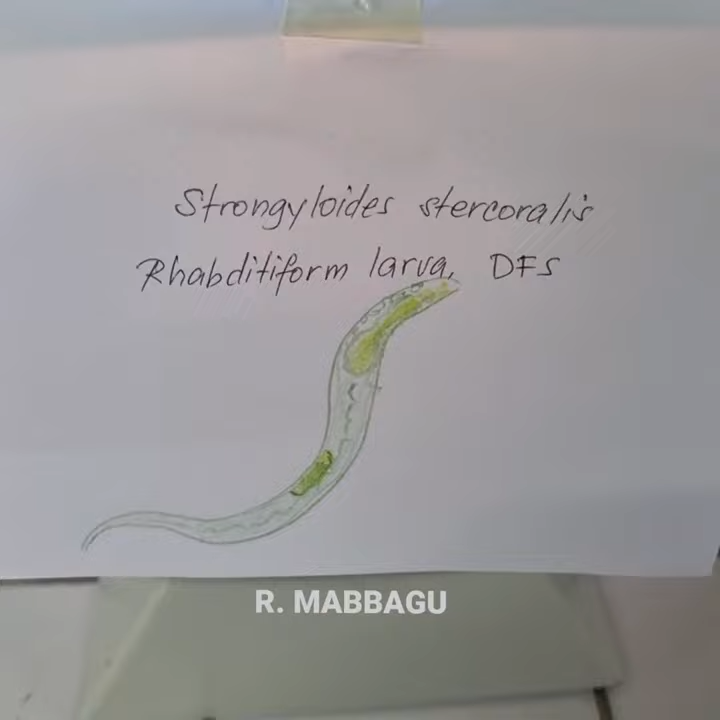 Strongyloides stercoralis
Rhabditiform larva, DFS
R. MABBAGU